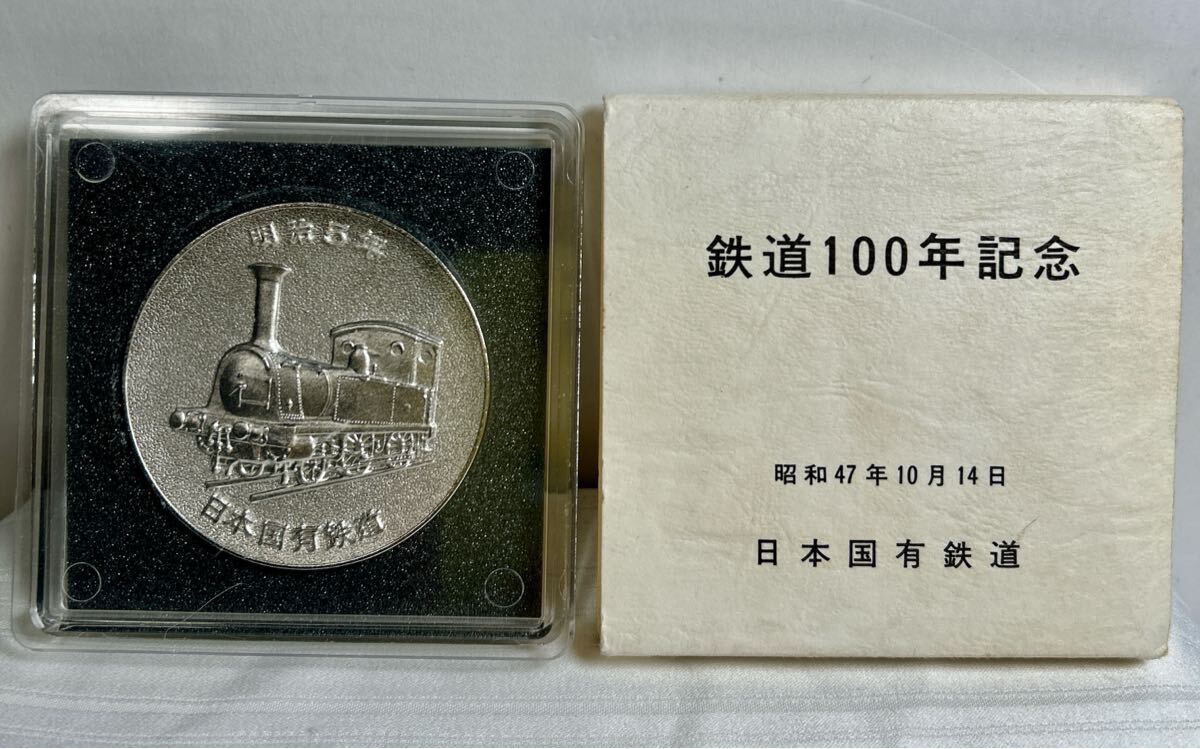 明治5年
日本国有鉄道
鉄道100年記念
昭和47年10月14日
日本国有鉄道